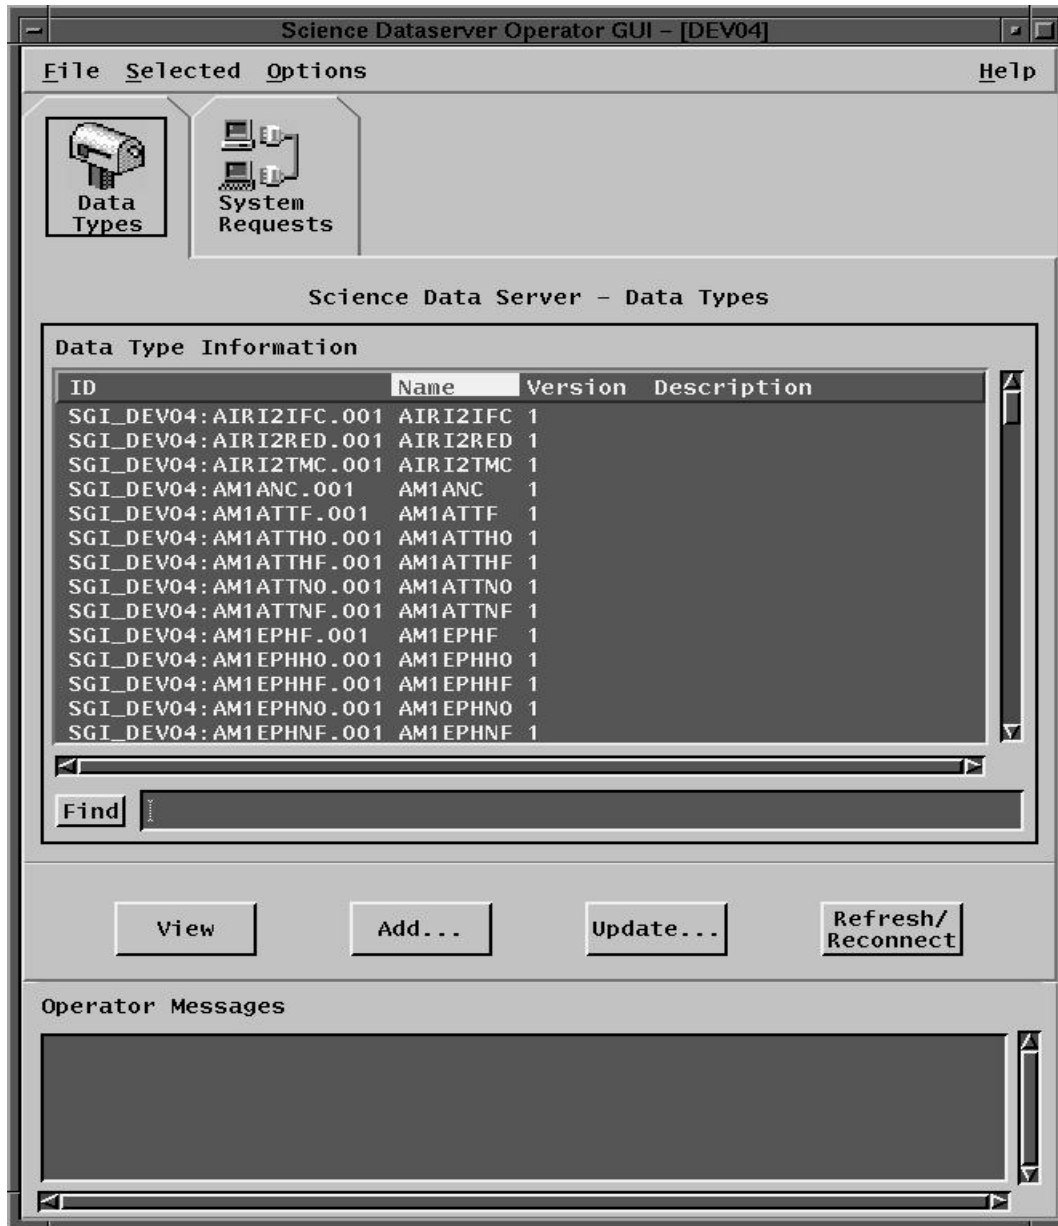 Science Dataserver Operator GUI – [DEV04]
File Selected Options Help
Data Types
System Requests
Science Data Server – Data Types
Data Type Information
ID Name Version Description
SGI_DEV04:AIRI2IFC.001 AIRI2IFC 1
SGI_DEV04:AIRI2RED.001 AIRI2RED 1
SGI_DEV04:AIRI2TMC.001 AIRI2TMC 1
SGI_DEV04:AM1ANC.001 AM1ANC 1
SGI_DEV04:AM1ATTF.001 AM1ATTF 1
SGI_DEV04:AM1ATTH0.001 AM1ATTH0 1
SGI_DEV04:AM1ATTHF.001 AM1ATTHF 1
SGI_DEV04:AM1ATTN0.001 AM1ATTN0 1
SGI_DEV04:AM1ATTNF.001 AM1ATTNF 1
SGI_DEV04:AM1EPHF.001 AM1EPHF 1
SGI_DEV04:AM1EPHH0.001 AM1EPHH0 1
SGI_DEV04:AM1EPHHF.001 AM1EPHHF 1
SGI_DEV04:AM1EPHN0.001 AM1EPHN0 1
SGI_DEV04:AM1EPHNF.001 AM1EPHNF 1
Find
View Add... Update... Refresh/
Reconnect
Operator Messages